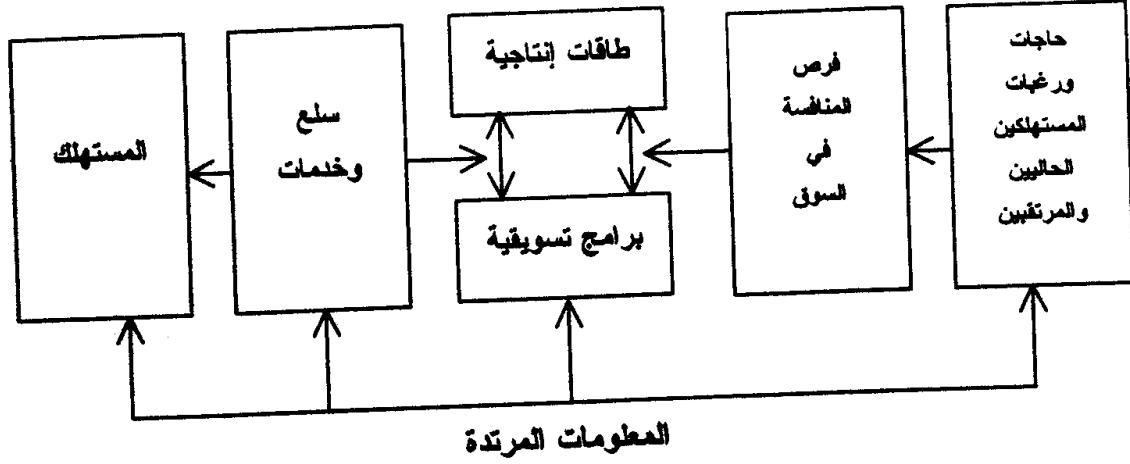 حاجات
ورغبات
المستهلكين
الحاليين
والمرتقبين
فرص
المنافسة
في
السوق
طاقات إنتاجية
برامج تسويقية
سلع
وخدمات
المستهلك
المعلومات المرتدة